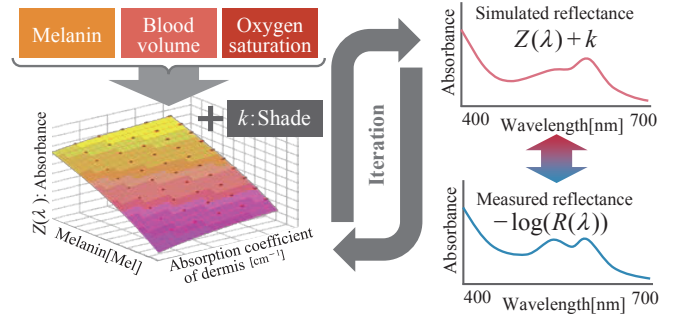 Melanin
Blood
volume
Oxygen
saturation
k:Shade
Z(λ): Absorbance
Melanin[Mel]
Absorption coefficient
of dermis [cm⁻¹]
Iteration
Simulated reflectance
Z(λ)+k
Absorbance
400
Wavelength[nm]
700
Measured reflectance
−log(R(λ))
Absorbance
400
Wavelength[nm]
700